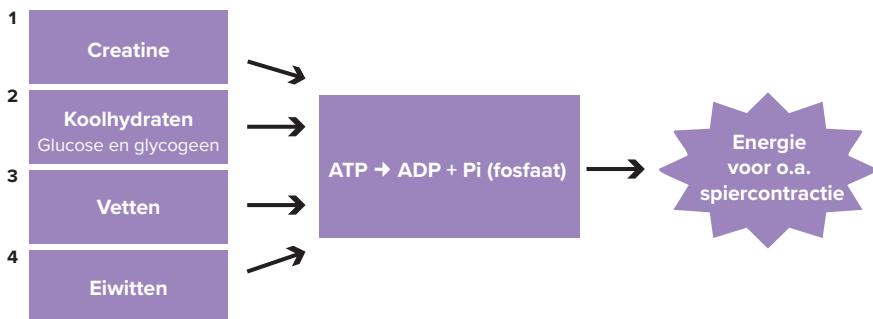 1
Creatine
2
Koolhydraten
Glucose en glycogeen
3
Vetten
4
Eiwitten
ATP → ADP + Pi (fosfaat)
Energie
voor o.a.
spiercontractie